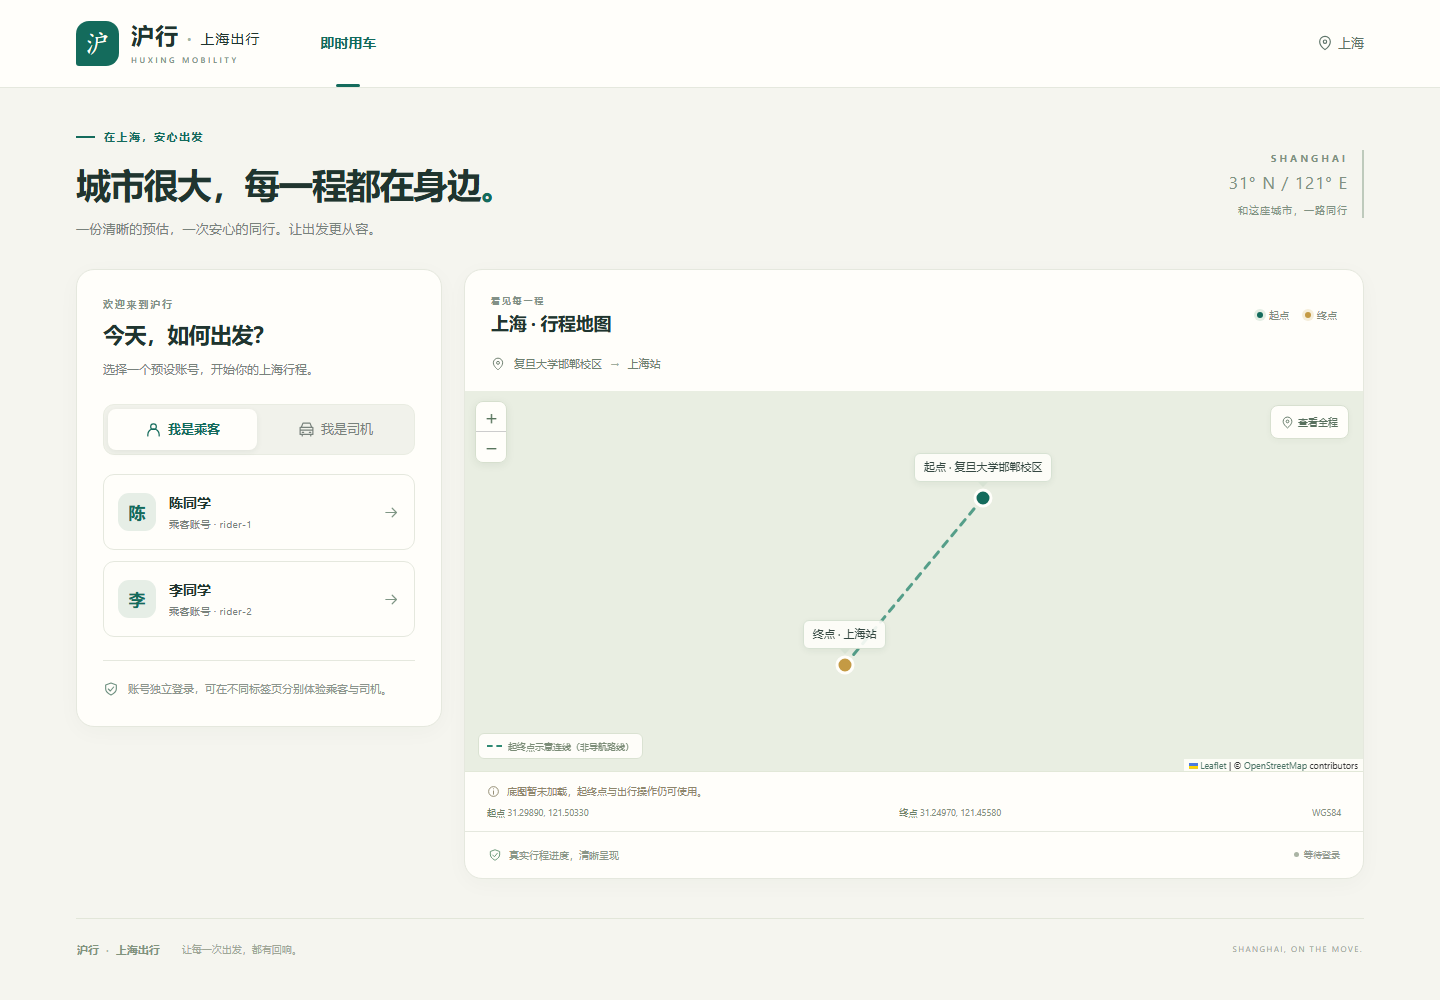 沪
沪行 · 上海出行
HUXING MOBILITY
即时用车
上海
在上海，安心出发
城市很大，每一程都在身边。
一份清晰的预估，一次安心的同行。让出发更从容。
SHANGHAI
31° N / 121° E
和这座城市，一路同行
欢迎来到沪行
今天，如何出发？
选择一个预设账号，开始你的上海行程。
我是乘客
我是司机
陈
陈同学
乘客账号 · rider-1
李
李同学
乘客账号 · rider-2
账号独立登录，可在不同标签页分别体验乘客与司机。
看见每一程
上海 · 行程地图
起点
终点
复旦大学邯郸校区 → 上海站
+
−
查看全程
起点 · 复旦大学邯郸校区
终点 · 上海站
起终点示意连线（非导航路线）
Leaflet | © OpenStreetMap contributors
底图暂未加载，起终点与出行操作仍可使用。
起点 31.29890, 121.50330
终点 31.24970, 121.45580
WGS84
真实行程进度，清晰呈现
等待登录
沪行 · 上海出行
让每一次出发，都有回响。
SHANGHAI, ON THE MOVE.